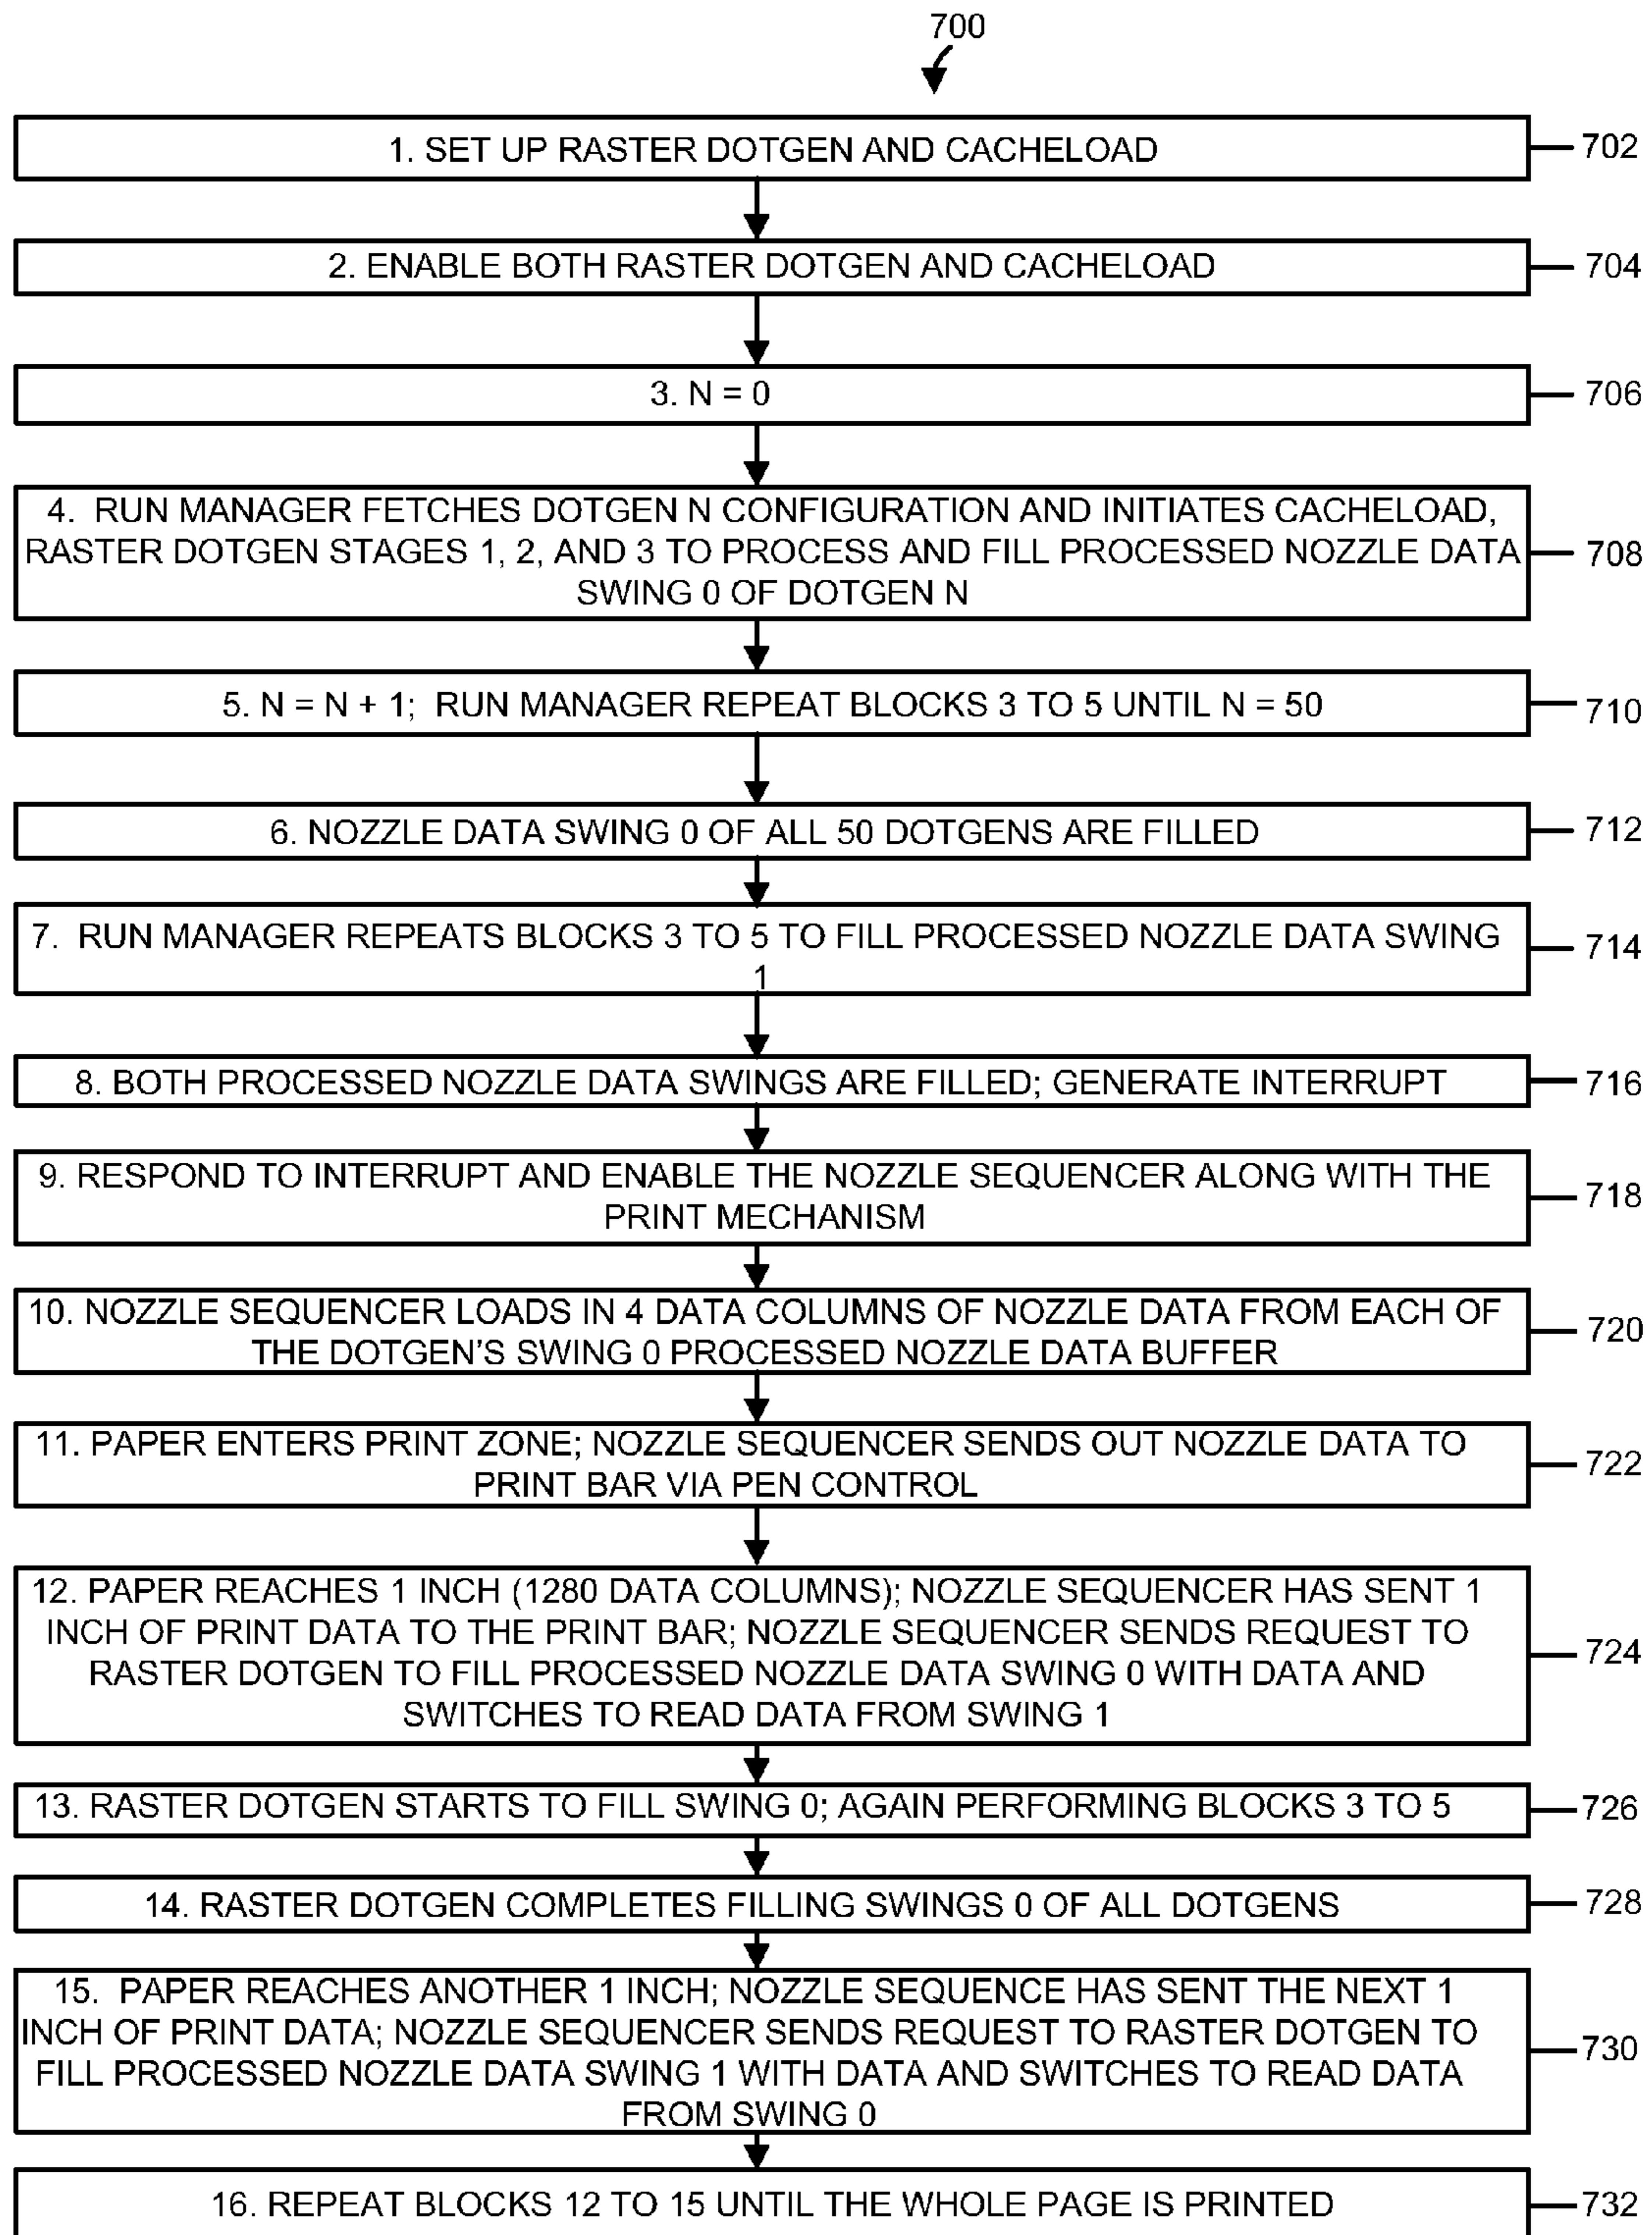 700
1. SET UP RASTER DOTGEN AND CACHELOAD
702
2. ENABLE BOTH RASTER DOTGEN AND CACHELOAD
704
3. N = 0
706
4. RUN MANAGER FETCHES DOTGEN N CONFIGURATION AND INITIATES CACHELOAD,
RASTER DOTGEN STAGES 1, 2, AND 3 TO PROCESS AND FILL PROCESSED NOZZLE DATA
SWING 0 OF DOTGEN N
708
5. N = N + 1; RUN MANAGER REPEAT BLOCKS 3 TO 5 UNTIL N = 50
710
6. NOZZLE DATA SWING 0 OF ALL 50 DOTGENS ARE FILLED
712
7. RUN MANAGER REPEATS BLOCKS 3 TO 5 TO FILL PROCESSED NOZZLE DATA SWING
1
714
8. BOTH PROCESSED NOZZLE DATA SWINGS ARE FILLED; GENERATE INTERRUPT
716
9. RESPOND TO INTERRUPT AND ENABLE THE NOZZLE SEQUENCER ALONG WITH THE
PRINT MECHANISM
718
10. NOZZLE SEQUENCER LOADS IN 4 DATA COLUMNS OF NOZZLE DATA FROM EACH OF
THE DOTGEN'S SWING 0 PROCESSED NOZZLE DATA BUFFER
720
11. PAPER ENTERS PRINT ZONE; NOZZLE SEQUENCER SENDS OUT NOZZLE DATA TO
PRINT BAR VIA PEN CONTROL
722
12. PAPER REACHES 1 INCH (1280 DATA COLUMNS); NOZZLE SEQUENCER HAS SENT 1
INCH OF PRINT DATA TO THE PRINT BAR; NOZZLE SEQUENCER SENDS REQUEST TO
RASTER DOTGEN TO FILL PROCESSED NOZZLE DATA SWING 0 WITH DATA AND
SWITCHES TO READ DATA FROM SWING 1
724
13. RASTER DOTGEN STARTS TO FILL SWING 0; AGAIN PERFORMING BLOCKS 3 TO 5
726
14. RASTER DOTGEN COMPLETES FILLING SWINGS 0 OF ALL DOTGENS
728
15. PAPER REACHES ANOTHER 1 INCH; NOZZLE SEQUENCE HAS SENT THE NEXT 1
INCH OF PRINT DATA; NOZZLE SEQUENCER SENDS REQUEST TO RASTER DOTGEN TO
FILL PROCESSED NOZZLE DATA SWING 1 WITH DATA AND SWITCHES TO READ DATA
FROM SWING 0
730
16. REPEAT BLOCKS 12 TO 15 UNTIL THE WHOLE PAGE IS PRINTED
732